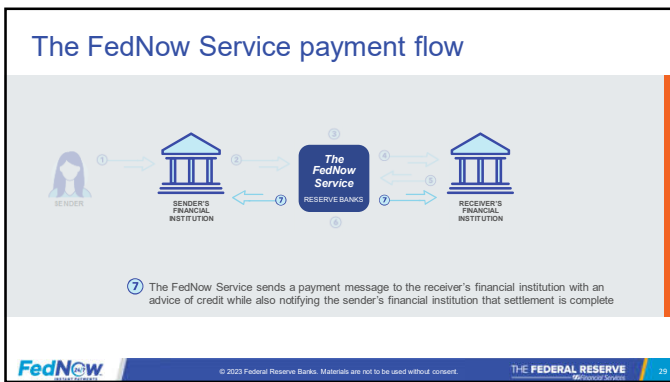 The FedNow Service payment flow
3
1
2
4
The
FedNow
Service
RESERVE BANKS
5
7
7
SENDER
SENDER'S
FINANCIAL
INSTITUTION
RECEIVER'S
FINANCIAL
INSTITUTION
6
7 The FedNow Service sends a payment message to the receiver's financial institution with an
advice of credit while also notifying the sender's financial institution that settlement is complete
FedNow
24/7
INSTANT PAYMENTS
© 2023 Federal Reserve Banks. Materials are not to be used without consent.
THE FEDERAL RESERVE
FRBFinancial Services
29